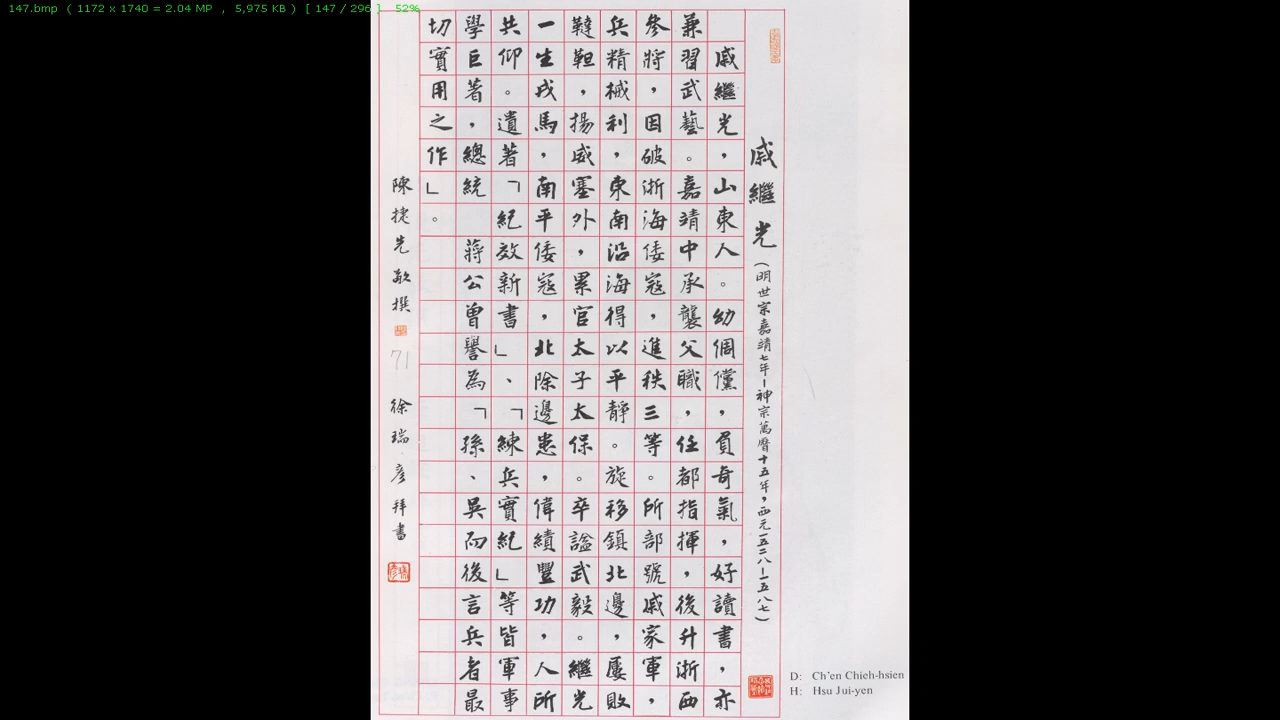 147.bmp ( 1172 x 1740 = 2.04 MP , 5,975 KB ) [ 147 / 296 ] 52%
戚繼光(明世宗嘉靖七年—神宗萬曆十五年，西元一五二八—一五八七)
戚繼光，山東人。幼倜儻，負奇氣，好讀書，亦
兼習武藝。嘉靖中承襲父職，任都指揮，後升浙西
參將，因破浙海倭寇，進秩三等。所部號戚家軍，
兵精械利，東南沿海得以平靜。旋移鎮北邊，屢敗
韃靼，揚威塞外，累官太子太保。卒謚武毅。繼光
一生戎馬，南平倭寇，北除邊患，偉績豐功，人所
共仰。遺著「紀效新書」、「練兵實紀」等皆軍事
學巨著，總統 蔣公曾譽為「孫、吳而後言兵者最
切實用之作」。
陳捷先敬撰
71
徐瑞彥拜書
D: Ch'en Chieh-hsien
H: Hsu Jui-yen